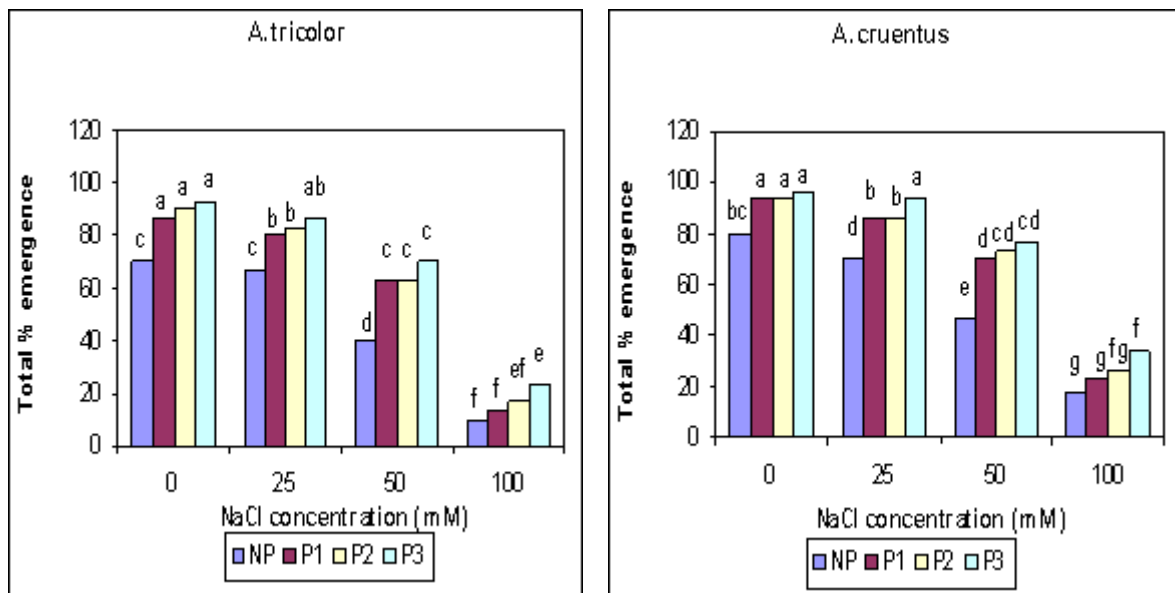 A.tricolor
Total % emergence
120
100
80
60
40
20
0
c a a a
c b b ab
d c c c
f f ef e
0 25 50 100
NaCl concentration (mM)
NP P1 P2 P3
A.cruentus
Total % emergence
120
100
80
60
40
20
0
bc a a a
d b b a
e d cd cd
g g fg f
0 25 50 100
NaCl concentration (mM)
NP P1 P2 P3